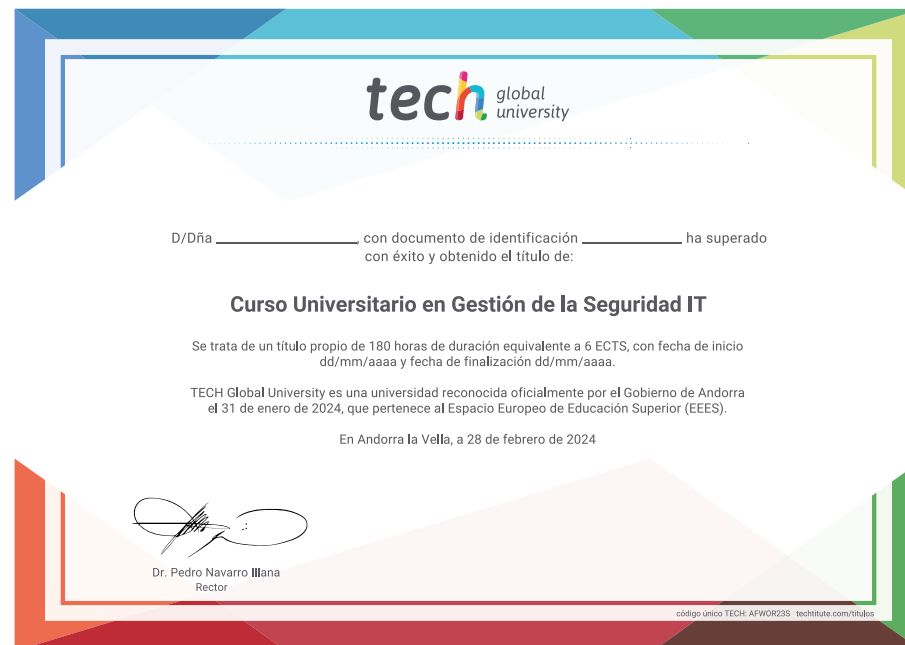 tech global university
D/Dña ____________________, con documento de identificación ______________ ha superado
con éxito y obtenido el título de:
Curso Universitario en Gestión de la Seguridad IT
Se trata de un título propio de 180 horas de duración equivalente a 6 ECTS, con fecha de inicio
dd/mm/aaaa y fecha de finalización dd/mm/aaaa.
TECH Global University es una universidad reconocida oficialmente por el Gobierno de Andorra
el 31 de enero de 2024, que pertenece al Espacio Europeo de Educación Superior (EEES).
En Andorra la Vella, a 28 de febrero de 2024
Dr. Pedro Navarro Illana
Rector
código único TECH: AFWOR23S techtitute.com/titulos